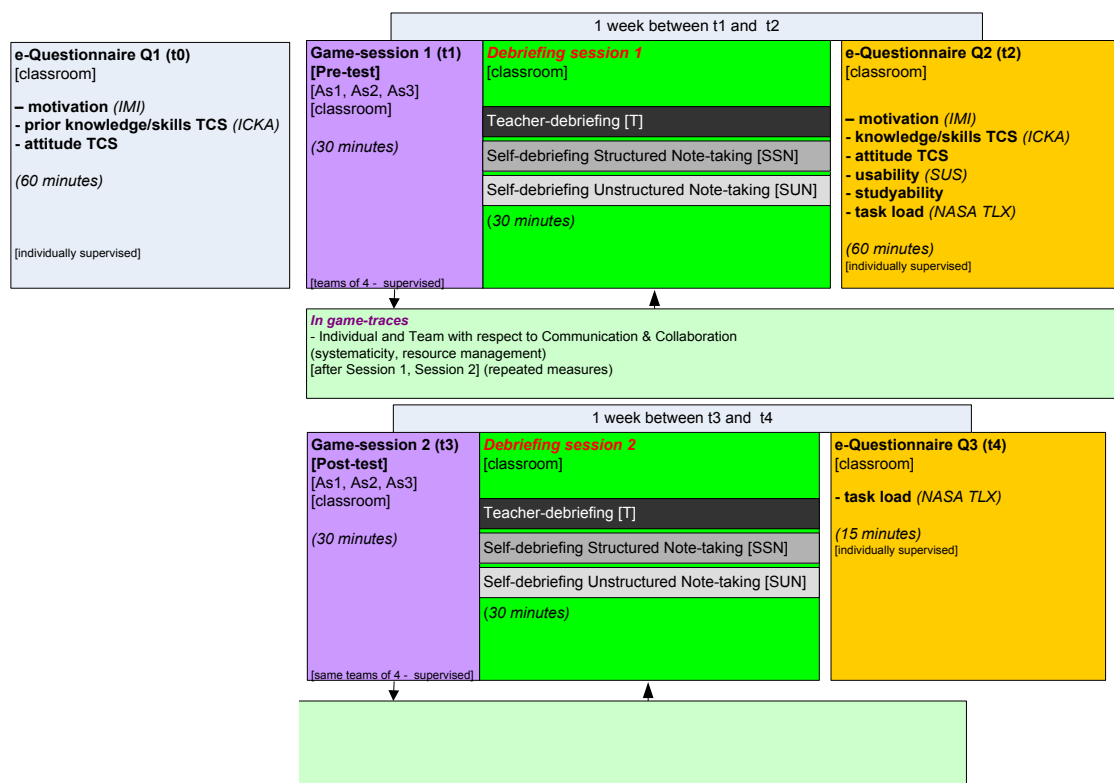 1 week between t1 and t2
e-Questionnaire Q1 (t0)
[classroom]
– motivation (IMI)
- prior knowledge/skills TCS (ICKA)
- attitude TCS
(60 minutes)
[individually supervised]
Game-session 1 (t1)
[Pre-test]
[As1, As2, As3]
[classroom]
(30 minutes)
[teams of 4 - supervised]
Debriefing session 1
[classroom]
Teacher-debriefing [T]
Self-debriefing Structured Note-taking [SSN]
Self-debriefing Unstructured Note-taking [SUN]
(30 minutes)
e-Questionnaire Q2 (t2)
[classroom]
– motivation (IMI)
- knowledge/skills TCS (ICKA)
- attitude TCS
- usability (SUS)
- studyability
- task load (NASA TLX)
(60 minutes)
[individually supervised]
In game-traces
- Individual and Team with respect to Communication & Collaboration
(systematicity, resource management)
[after Session 1, Session 2] (repeated measures)
1 week between t3 and t4
Game-session 2 (t3)
[Post-test]
[As1, As2, As3]
[classroom]
(30 minutes)
[same teams of 4 - supervised]
Debriefing session 2
[classroom]
Teacher-debriefing [T]
Self-debriefing Structured Note-taking [SSN]
Self-debriefing Unstructured Note-taking [SUN]
(30 minutes)
e-Questionnaire Q3 (t4)
[classroom]
- task load (NASA TLX)
(15 minutes)
[individually supervised]